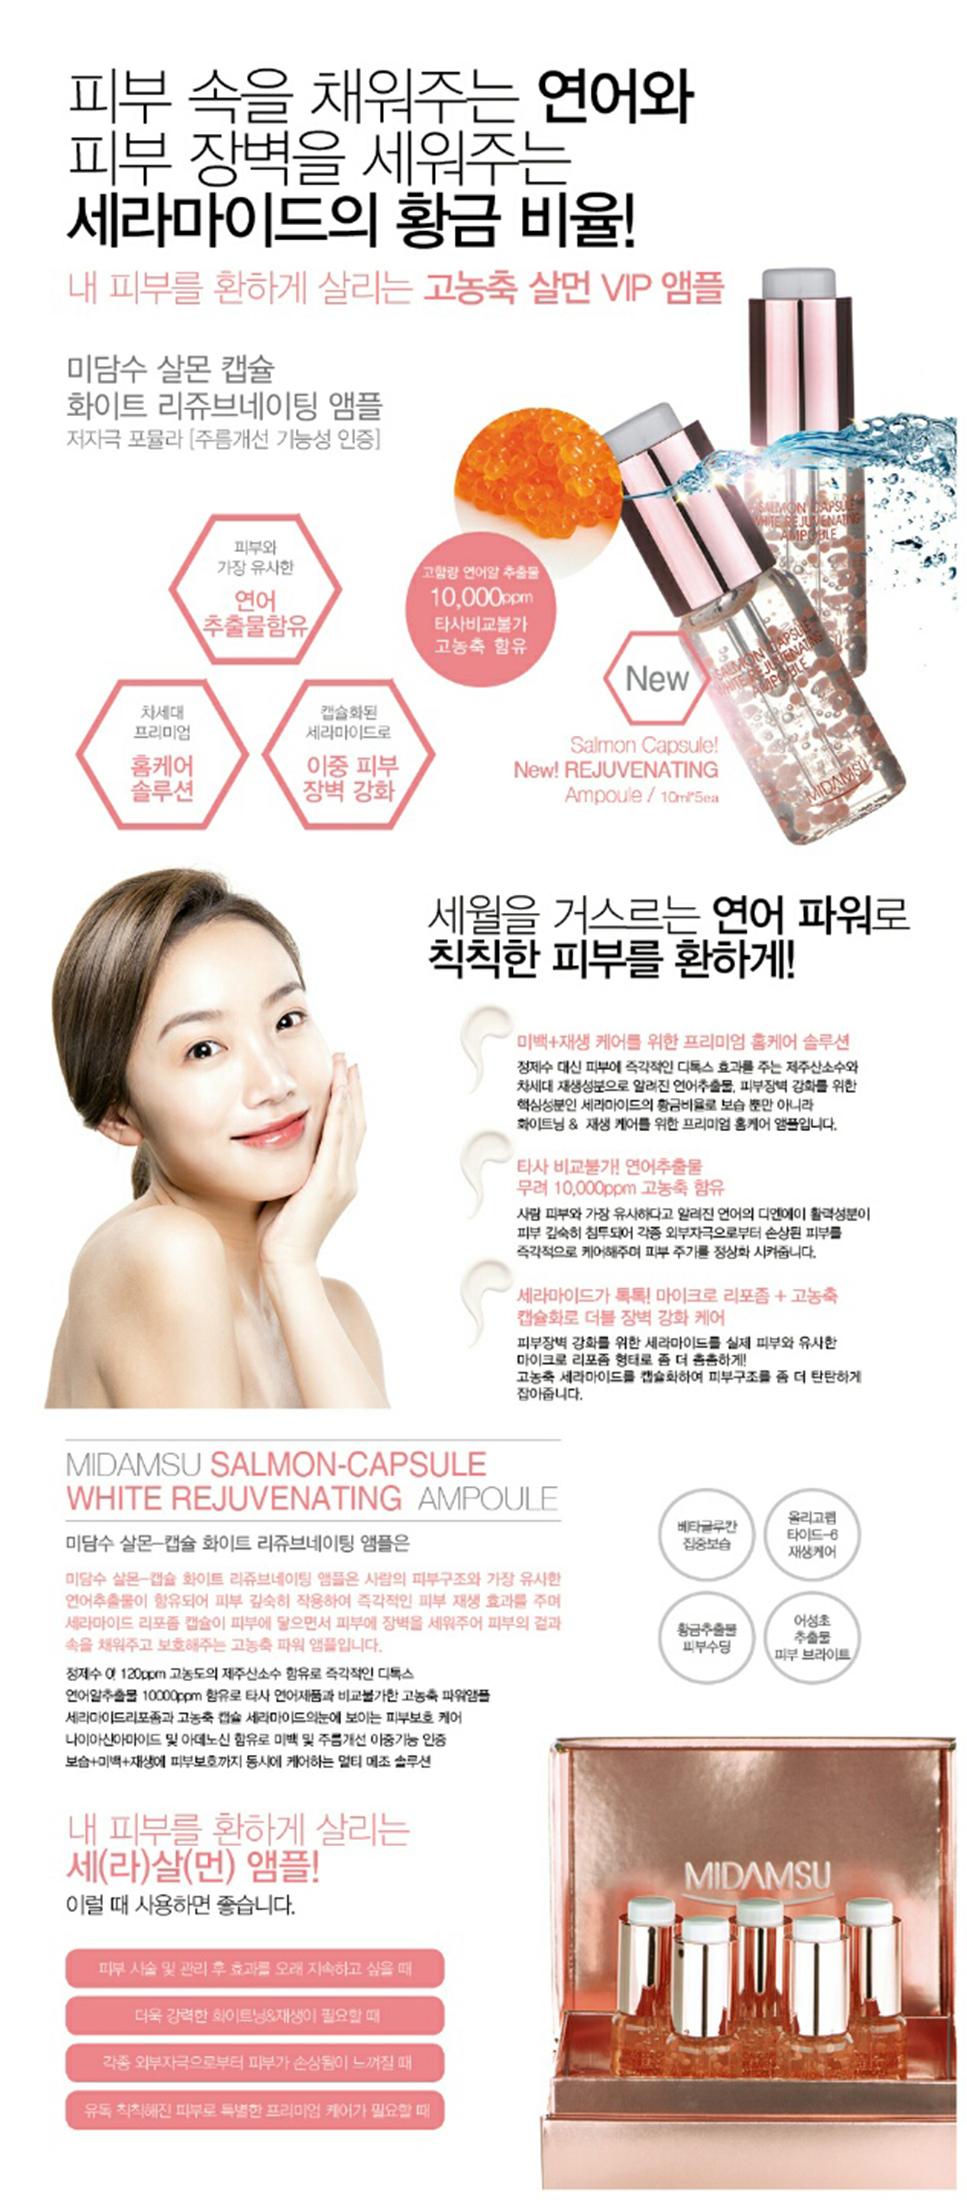 피부 속을 채워주는 연어와
피부 장벽을 세워주는
세라마이드의 황금 비율!
내 피부를 환하게 살리는 고농축 살먼 VIP 앰플
미담수 살몬 캡슐
화이트 리쥬브네이팅 앰플
저자극 포뮬라 [주름개선 기능성 인증]
피부와
가장 유사한
연어
추출물함유
고함량 연어알 추출물
10,000ppm
타사비교불가
고농축 함유
SALMON CAPSULE
WHITE REJUVENATING
AMPOULE
SALMON CAPSULE
WHITE REJUVENATING
AMPOULE
MIDAMSU
차세대
프리미엄
홈케어
솔루션
캡슐화된
세라마이드로
이중 피부
장벽 강화
New
Salmon Capsule!
New! REJUVENATING
Ampoule / 10ml*5ea
세월을 거스르는 연어 파워로
칙칙한 피부를 환하게!
미백+재생 케어를 위한 프리미엄 홈케어 솔루션
정제수 대신 피부에 즉각적인 디톡스 효과를 주는 제주산소수와
차세대 재생성분으로 알려진 연어추출물, 피부장벽 강화를 위한
핵심성분인 세라마이드의 황금비율로 보습 뿐만 아니라
화이트닝 & 재생 케어를 위한 프리미엄 홈케어 앰플입니다.
타사 비교불가! 연어추출물
무려 10,000ppm 고농축 함유
사람 피부와 가장 유사하다고 알려진 연어의 디엔에이 활력성분이
피부 깊숙히 침투되어 각종 외부자극으로부터 손상된 피부를
즉각적으로 케어해주며 피부 주기를 정상화 시켜줍니다.
세라마이드가 톡톡! 마이크로 리포좀 + 고농축
캡슐화로 더블 장벽 강화 케어
피부장벽 강화를 위한 세라마이드를 실제 피부와 유사한
마이크로 리포좀 형태로 좀 더 촘촘하게!
고농축 세라마이드를 캡슐화하여 피부구조를 좀 더 탄탄하게
잡아줍니다.
MIDAMSU SALMON-CAPSULE
WHITE REJUVENATING AMPOULE
미담수 살몬-캡슐 화이트 리쥬브네이팅 앰플은
미담수 살몬-캡슐 화이트 리쥬브네이팅 앰플은 사람의 피부구조와 가장 유사한
연어추출물이 함유되어 피부 깊숙히 작용하여 즉각적인 피부 재생 효과를 주며
세라마이드 리포좀 캡슐이 피부에 닿으면서 피부에 장벽을 세워주어 피부의 겉과
속을 채워주고 보호해주는 고농축 파워 앰플입니다.
정제수 0! 120ppm 고농도의 제주산소수 함유로 즉각적인 디톡스
연어알추출물 10000ppm 함유로 타사 연어제품과 비교불가한 고농축 파워앰플
세라마이드리포좀과 고농축 캡슐 세라마이드의눈에 보이는 피부보호 케어
나이아신아마이드 및 아데노신 함유로 미백 및 주름개선 이중기능 인증
보습+미백+재생에 피부보호까지 동시에 케어하는 멀티 메조 솔루션
베타글루칸
집중보습
올리고펩
타이드-6
재생케어
황금추출물
피부수딩
어성초
추출물
피부 브라이트
내 피부를 환하게 살리는
세(라)살(먼) 앰플!
이럴 때 사용하면 좋습니다.
피부 시술 및 관리 후 효과를 오래 지속하고 싶을 때
더욱 강력한 화이트닝&재생이 필요할 때
각종 외부자극으로부터 피부가 손상됨이 느껴질 때
유독 칙칙해진 피부로 특별한 프리미엄 케어가 필요할 때
MIDAMSU